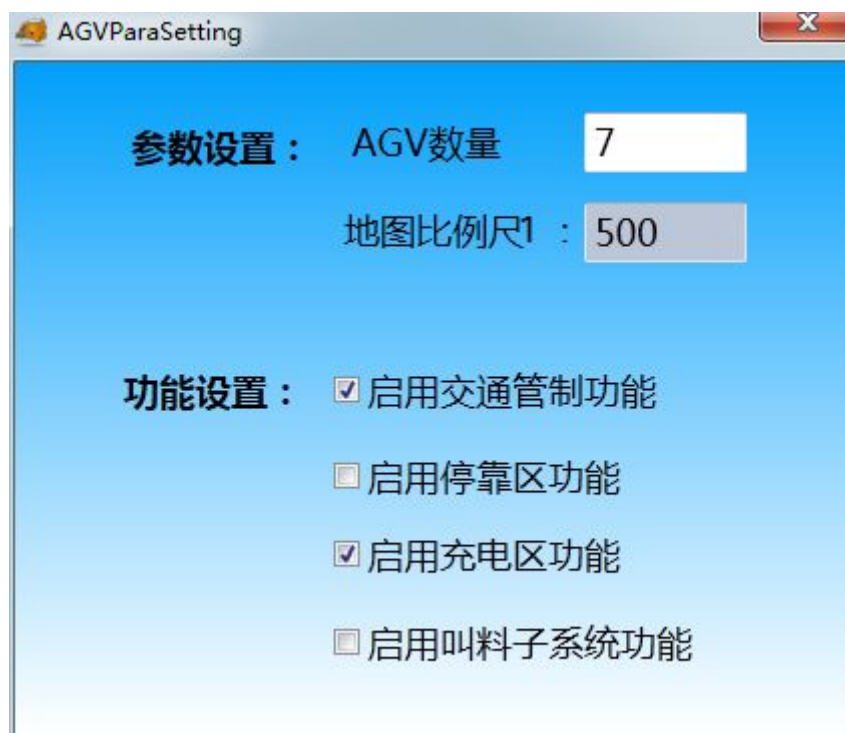 AGVParaSetting
参数设置： AGV数量 7
地图比例尺1 ： 500
功能设置： 启用交通管制功能
启用停靠区功能
启用充电区功能
启用叫料子系统功能